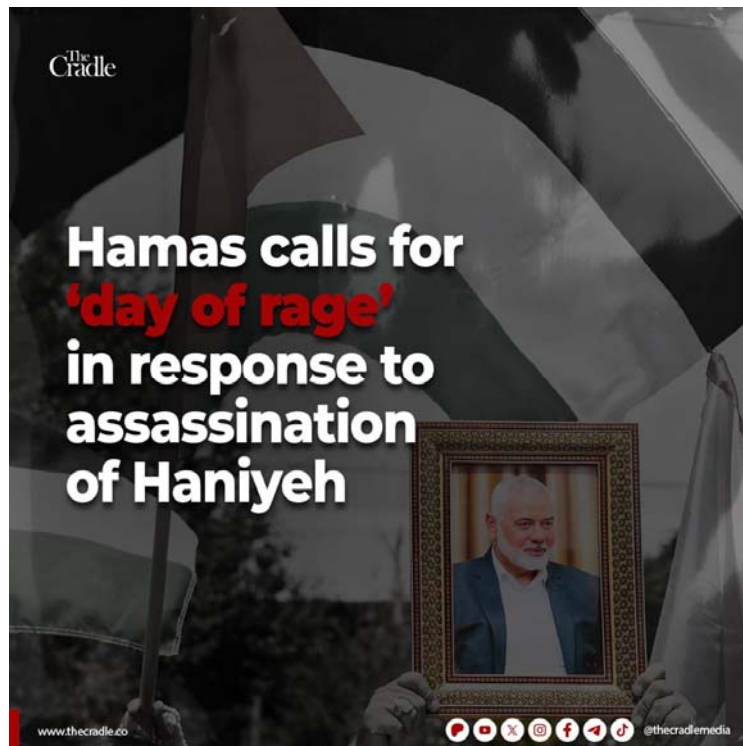 The
Cradle
Hamas calls for
‘day of rage’
in response to
assassination
of Haniyeh
www.thecradle.co
@thecradlemedia